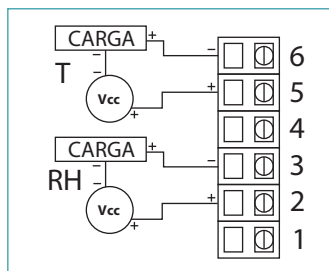 CARGA + − 6
−
T −
Vcc + + 5
4
CARGA + − 3
−
RH −
Vcc + + 2
1